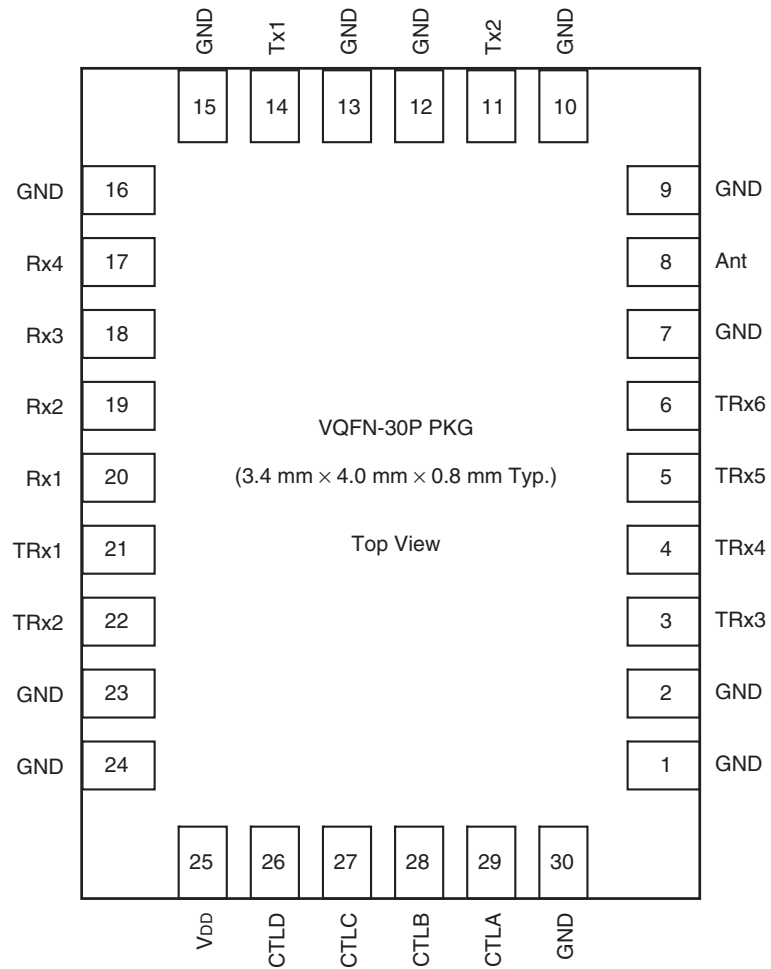 GND Tx1 GND GND Tx2 GND
15 14 13 12 11 10
GND 16 9 GND
Rx4 17 8 Ant
Rx3 18 7 GND
Rx2 19 6 TRx6
VQFN-30P PKG
Rx1 20 (3.4 mm × 4.0 mm × 0.8 mm Typ.) 5 TRx5
TRx1 21 Top View 4 TRx4
TRx2 22 3 TRx3
GND 23 2 GND
GND 24 1 GND
25 26 27 28 29 30
VDD CTLD CTLC CTLB CTLA GND